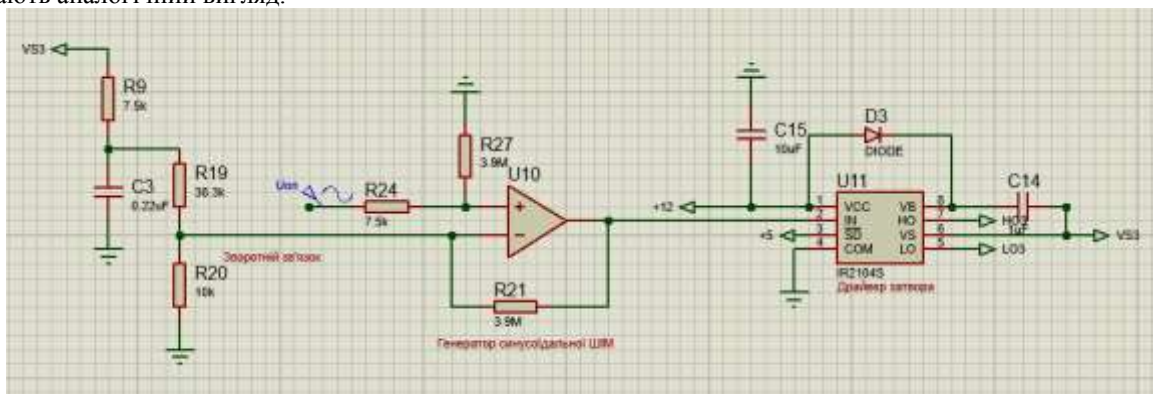 ають аналогічний вигляд.
VS3
R9
7.5k
C3
0.22uF
R19
36.3k
R20
10k
Зворотній зв'язок
Uоп
R24
7.5k
R27
3.9M
U10
R21
3.9M
Генератор синусоїдальної ШІМ
C15
10uF
D3
DIODE
+12
+5
U11
1
VCC
2
IN
3
SD
4
COM
VB
8
HO
7
VS
6
LO
5
IR2104S
Драйвер затвора
C14
1uF
LO3
VS3